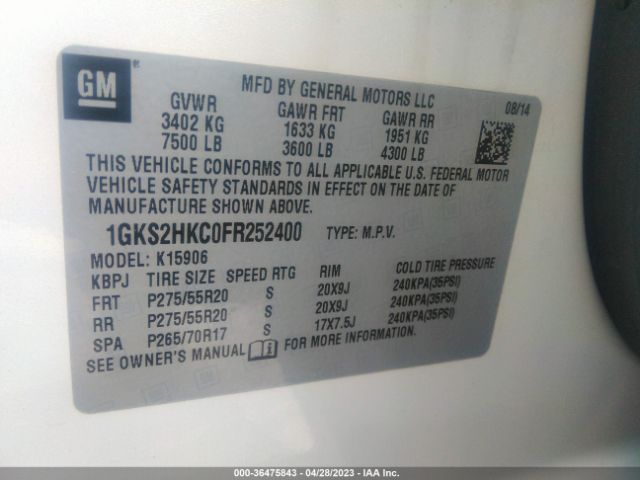 GM ®
MFD BY GENERAL MOTORS LLC
08/14
GVWR GAWR FRT GAWR RR
3402 KG 1633 KG 1951 KG
7500 LB 3600 LB 4300 LB
THIS VEHICLE CONFORMS TO ALL APPLICABLE U.S. FEDERAL MOTOR
VEHICLE SAFETY STANDARDS IN EFFECT ON THE DATE OF
MANUFACTURE SHOWN ABOVE.
1GKS2HKC0FR252400 TYPE: M.P.V.
MODEL: K15906
KBPJ TIRE SIZE SPEED RTG RIM COLD TIRE PRESSURE
FRT P275/55R20 S 20X9J 240KPA(35PSI)
RR P275/55R20 S 20X9J 240KPA(35PSI)
SPA P265/70R17 S 17X7.5J 240KPA(35PSI)
SEE OWNER'S MANUAL FOR MORE INFORMATION.
000-36475843 / 04/28/2023 - IAA Inc.